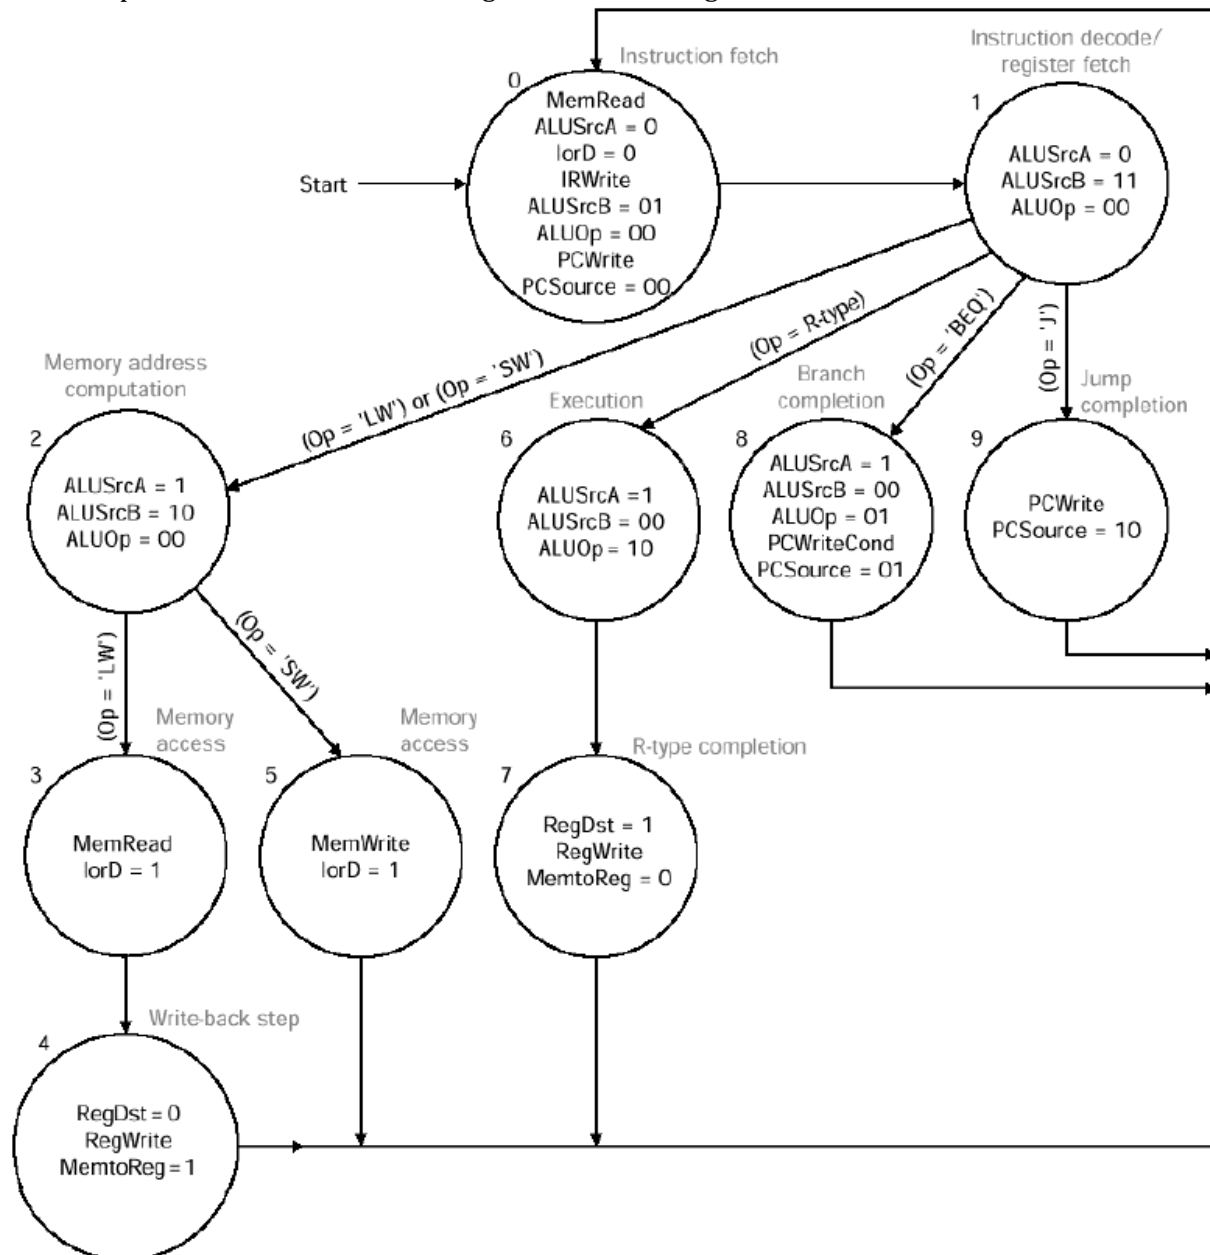 Instruction fetch
Instruction decode/
register fetch
0
MemRead
ALUSrcA = 0
IorD = 0
IRWrite
ALUSrcB = 01
ALUOp = 00
PCWrite
PCSource = 00
1
ALUSrcA = 0
ALUSrcB = 11
ALUOp = 00
Start
(Op = 'LW') or (Op = 'SW')
(Op = R-type)
(Op = 'BEQ')
(Op = 'J')
Memory address
computation
2
ALUSrcA = 1
ALUSrcB = 10
ALUOp = 00
Execution
6
ALUSrcA =1
ALUSrcB = 00
ALUOp = 10
Branch
completion
8
ALUSrcA = 1
ALUSrcB = 00
ALUOp = 01
PCWriteCond
PCSource = 01
Jump
completion
9
PCWrite
PCSource = 10
(Op = 'LW')
(Op = 'SW')
Memory
access
3
MemRead
IorD = 1
Memory
access
5
MemWrite
IorD = 1
R-type completion
7
RegDst = 1
RegWrite
MemtoReg = 0
Write-back step
4
RegDst = 0
RegWrite
MemtoReg = 1